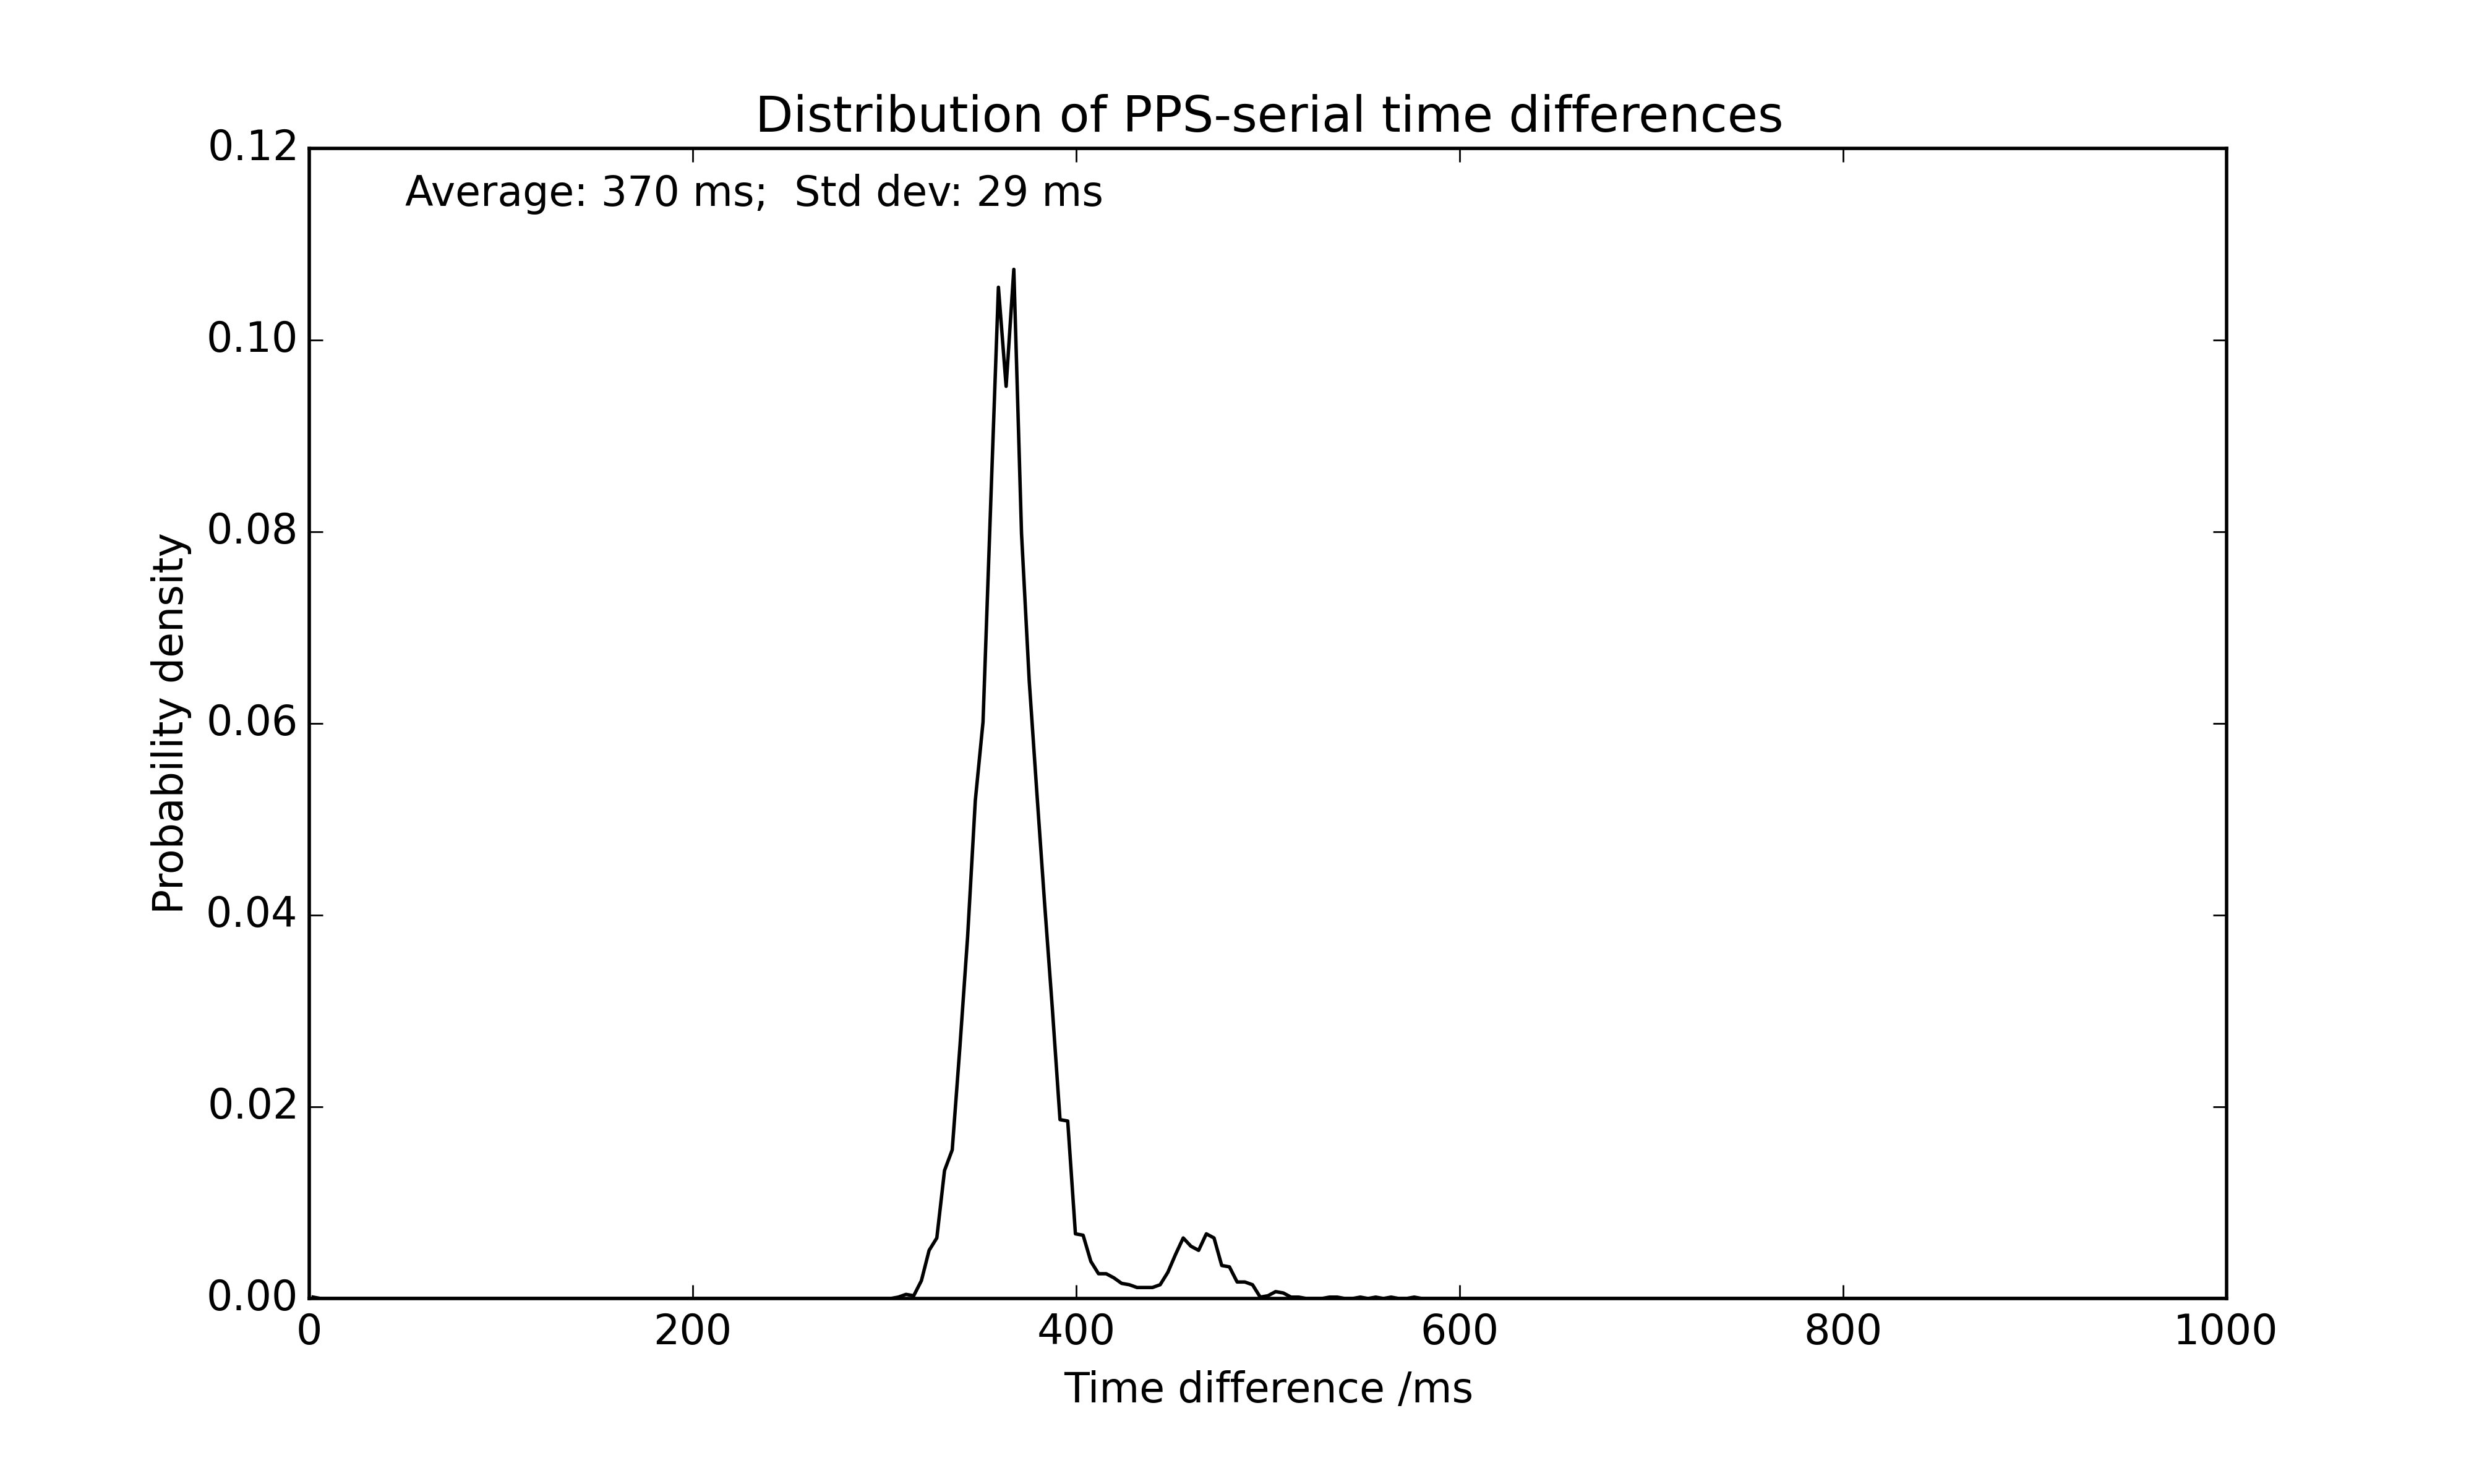 Distribution of PPS-serial time differences
Average: 370 ms;  Std dev: 29 ms
0.12
0.10
0.08
0.06
0.04
0.02
0.00
Probability density
0 200 400 600 800 1000
Time difference /ms